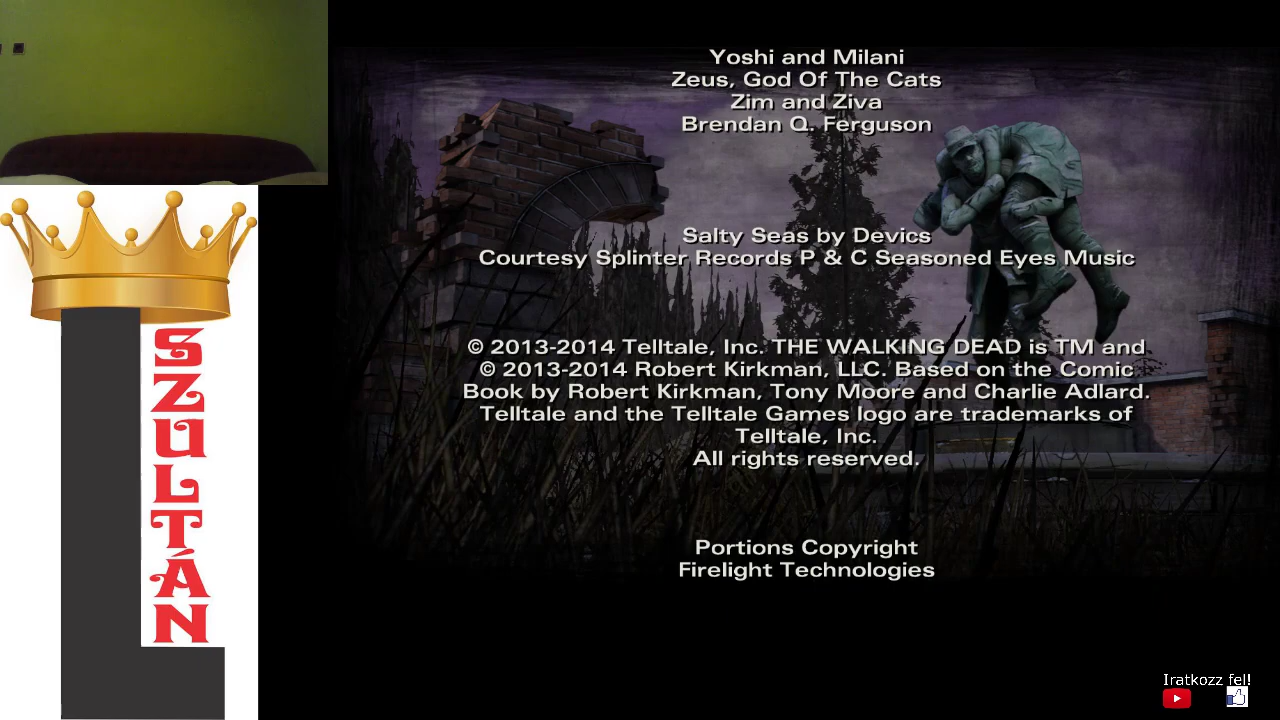 Yoshi and Milani
Zeus, God Of The Cats
Zim and Ziva
Brendan Q. Ferguson
Salty Seas by Devics
Courtesy Splinter Records P & C Seasoned Eyes Music
© 2013-2014 Telltale, Inc. THE WALKING DEAD is TM and
© 2013-2014 Robert Kirkman, LLC. Based on the Comic
Book by Robert Kirkman, Tony Moore and Charlie Adlard.
Telltale and the Telltale Games logo are trademarks of
Telltale, Inc.
All rights reserved.
Portions Copyright
Firelight Technologies
L
SZULTÁN
Iratkozz fel!